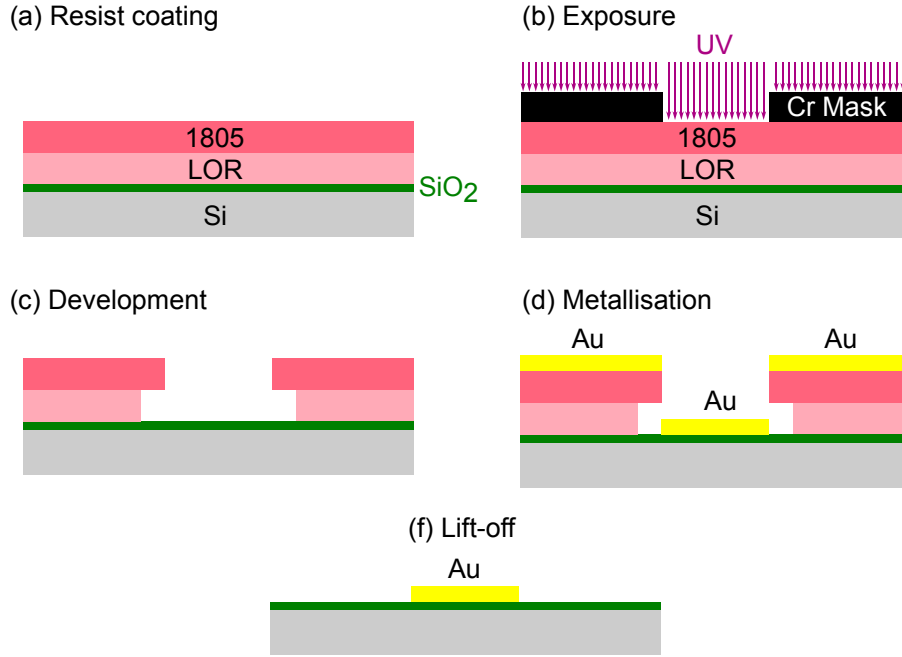 (a) Resist coating
1805
LOR
SiO2
Si
(b) Exposure
UV
Cr Mask
1805
LOR
Si
(c) Development
(d) Metallisation
Au
Au
Au
(f) Lift-off
Au